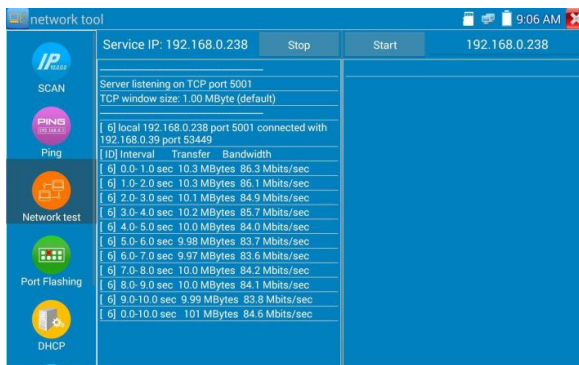 network tool
9:06 AM
Service IP: 192.168.0.238
Stop
Start
192.168.0.238
IP
SCAN
PING
Ping
Network test
Port Flashing
DHCP
Server listening on TCP port 5001
TCP window size: 1.00 MByte (default)
[ 6] local 192.168.0.238 port 5001 connected with
192.168.0.39 port 53449
[ ID] Interval Transfer Bandwidth
[ 6] 0.0- 1.0 sec 10.3 MBytes 86.3 Mbits/sec
[ 6] 1.0- 2.0 sec 10.3 MBytes 86.1 Mbits/sec
[ 6] 2.0- 3.0 sec 10.1 MBytes 84.9 Mbits/sec
[ 6] 3.0- 4.0 sec 10.2 MBytes 85.7 Mbits/sec
[ 6] 4.0- 5.0 sec 10.0 MBytes 84.0 Mbits/sec
[ 6] 5.0- 6.0 sec 9.98 MBytes 83.7 Mbits/sec
[ 6] 6.0- 7.0 sec 9.97 MBytes 83.6 Mbits/sec
[ 6] 7.0- 8.0 sec 10.0 MBytes 84.2 Mbits/sec
[ 6] 8.0- 9.0 sec 10.0 MBytes 84.1 Mbits/sec
[ 6] 9.0-10.0 sec 9.99 MBytes 83.8 Mbits/sec
[ 6] 0.0-10.0 sec 101 MBytes 84.6 Mbits/sec